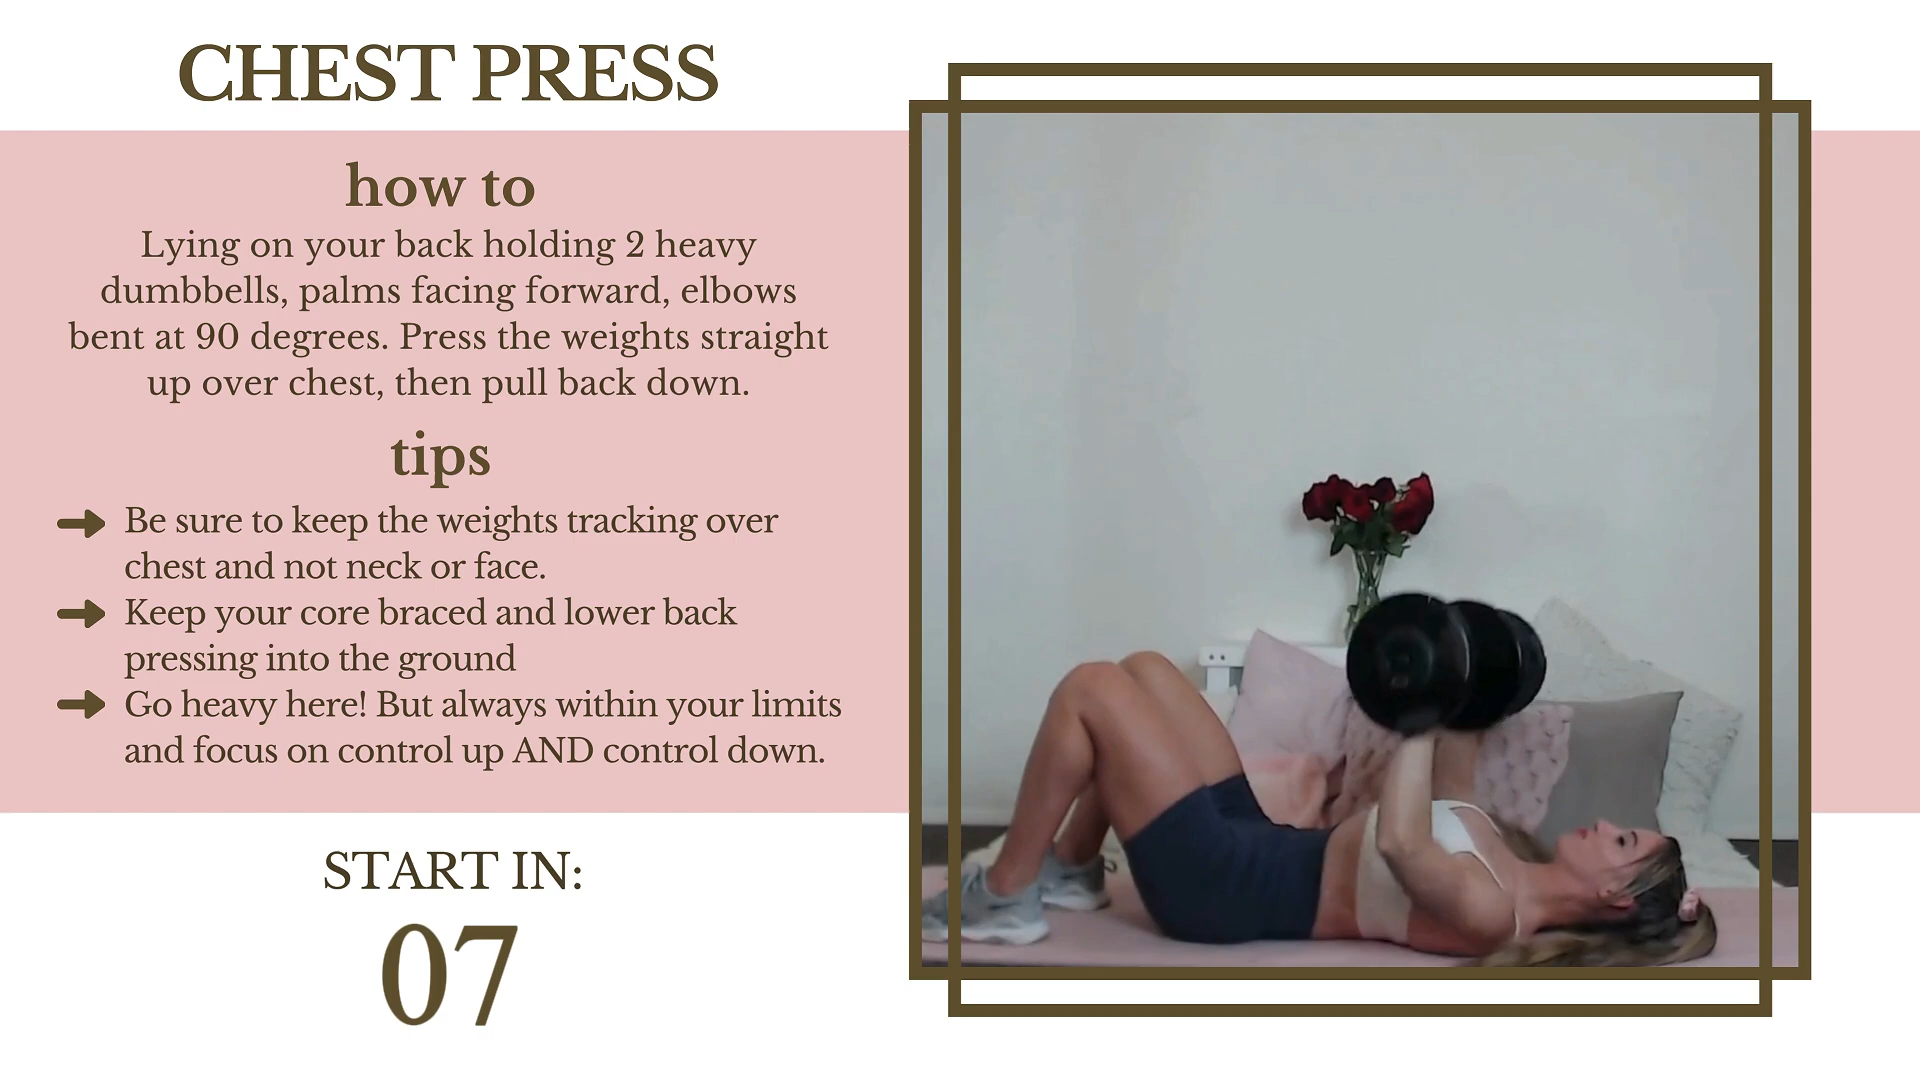 CHEST PRESS
how to
Lying on your back holding 2 heavy
dumbbells, palms facing forward, elbows
bent at 90 degrees. Press the weights straight
up over chest, then pull back down.
tips
Be sure to keep the weights tracking over
chest and not neck or face.
Keep your core braced and lower back
pressing into the ground
Go heavy here! But always within your limits
and focus on control up AND control down.
START IN:
07